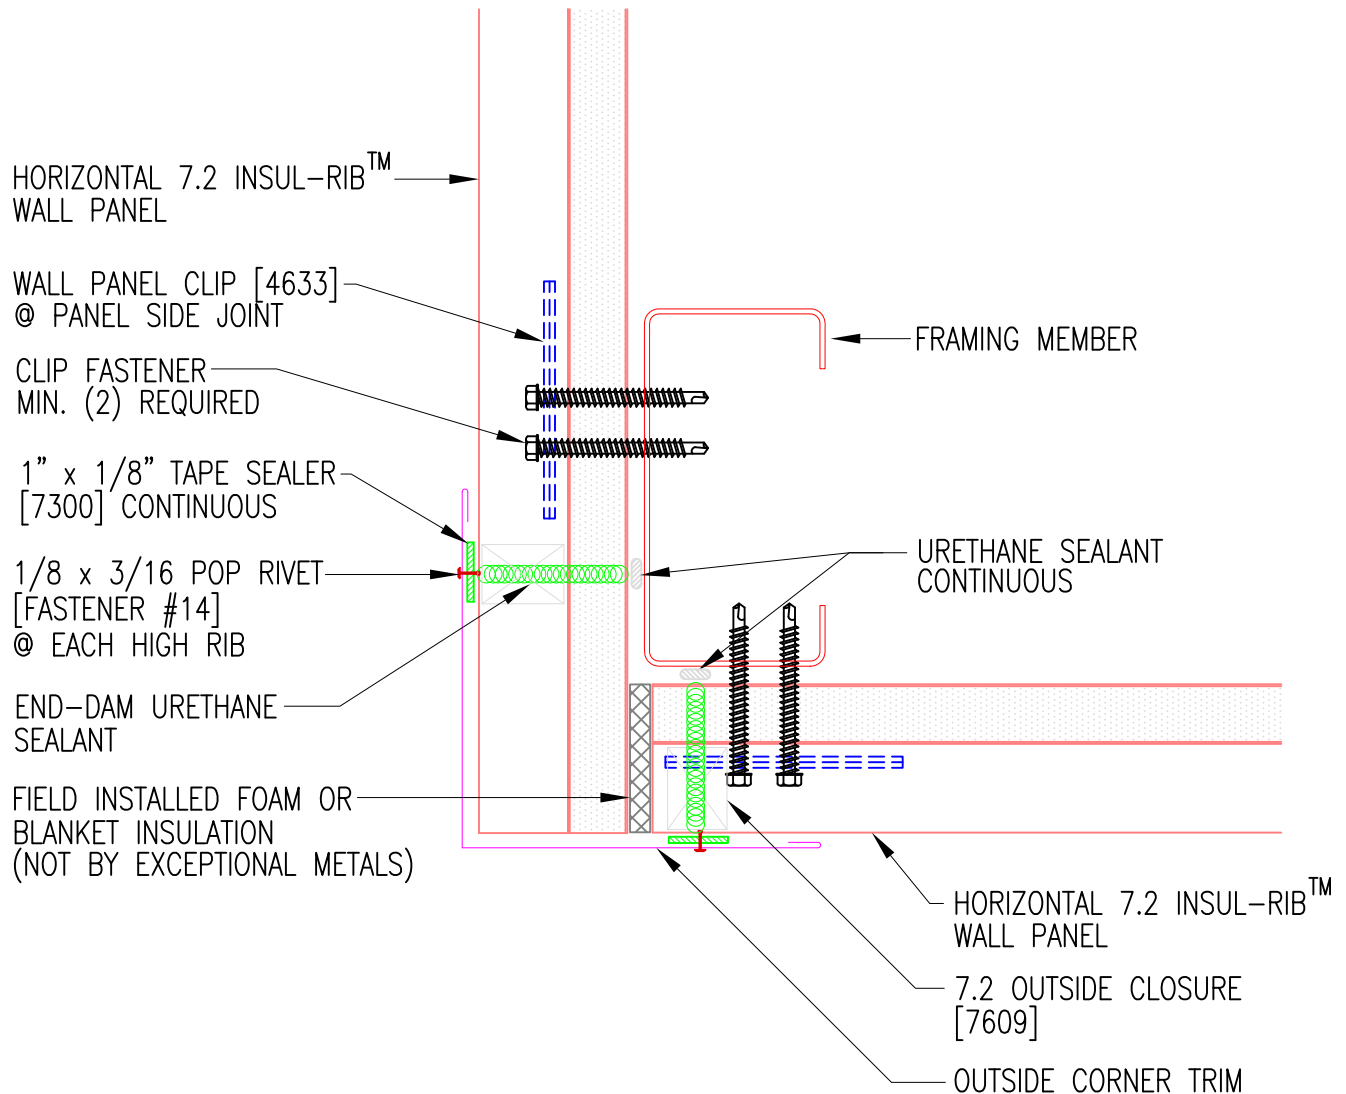 HORIZONTAL 7.2 INSUL-RIB™
WALL PANEL
WALL PANEL CLIP [4633]
@ PANEL SIDE JOINT
CLIP FASTENER
MIN. (2) REQUIRED
1" x 1/8" TAPE SEALER
[7300] CONTINUOUS
1/8 x 3/16 POP RIVET
[FASTENER #14]
@ EACH HIGH RIB
END-DAM URETHANE
SEALANT
FIELD INSTALLED FOAM OR
BLANKET INSULATION
(NOT BY EXCEPTIONAL METALS)
FRAMING MEMBER
URETHANE SEALANT
CONTINUOUS
HORIZONTAL 7.2 INSUL-RIB™
WALL PANEL
7.2 OUTSIDE CLOSURE
[7609]
OUTSIDE CORNER TRIM